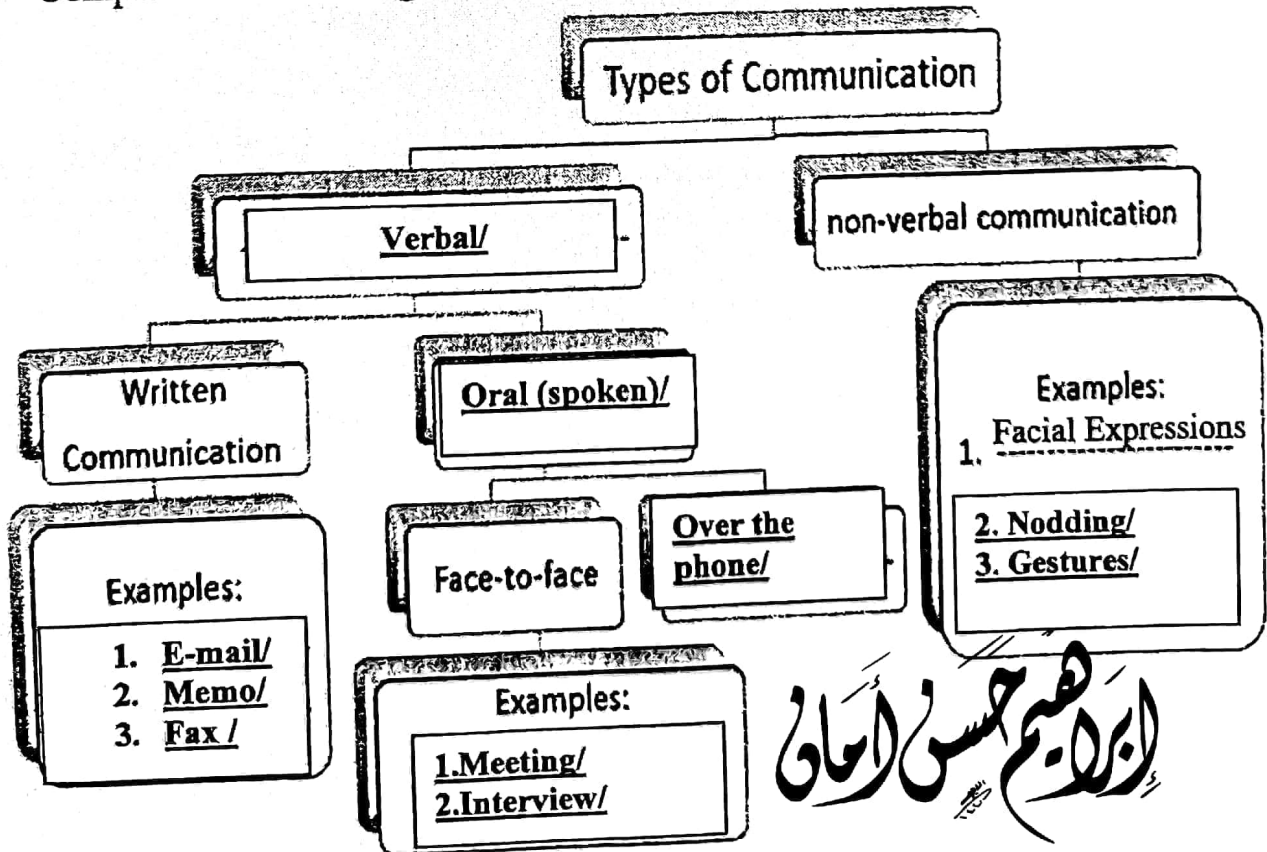 Types of Communication
Verbal/
non-verbal communication
Written
Communication
Oral (spoken)/
Examples:
1. Facial Expressions
2. Nodding/
3. Gestures/
Face-to-face
Over the
phone/
Examples:
1. E-mail/
2. Memo/
3. Fax /
Examples:
1.Meeting/
2.Interview/
إبراهيم حسن أمان